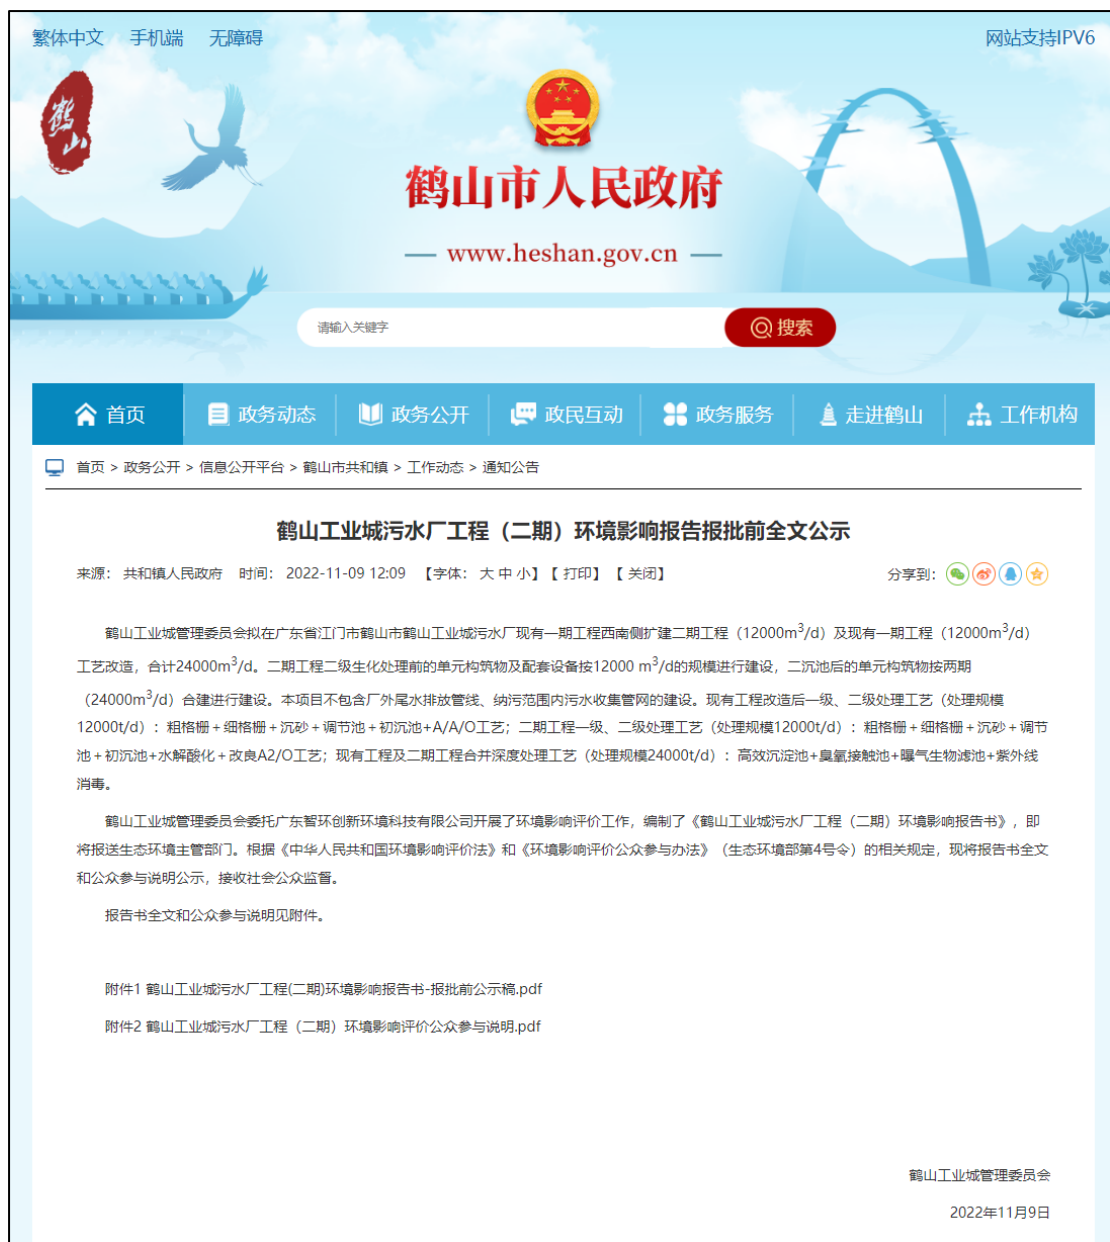 繁体中文 手机端 无障碍 网站支持IPV6
鹤山
鹤山市人民政府
www.heshan.gov.cn
请输入关键字 搜索
首页 政务动态 政务公开 政民互动 政务服务 走进鹤山 工作机构
首页 > 政务公开 > 信息公开平台 > 鹤山市共和镇 > 工作动态 > 通知公告
鹤山工业城污水厂工程（二期）环境影响报告报批前全文公示
来源： 共和镇人民政府 时间： 2022-11-09 12:09 【字体： 大 中 小】【 打印】 【 关闭】 分享到：
鹤山工业城管理委员会拟在广东省江门市鹤山市鹤山工业城污水厂现有一期工程西南侧扩建二期工程（12000m³/d）及现有一期工程（12000m³/d）
工艺改造，合计24000m³/d。二期工程二级生化处理前的单元构筑物及配套设备按12000 m³/d的规模进行建设，二沉池后的单元构筑物按两期
（24000m³/d）合建进行建设。本项目不包含厂外尾水排放管线、纳污范围内污水收集管网的建设。现有工程改造后一级、二级处理工艺（处理规模
12000t/d）：粗格栅＋细格栅＋沉砂＋调节池＋初沉池+A/A/O工艺；二期工程一级、二级处理工艺（处理规模12000t/d）：粗格栅＋细格栅＋沉砂＋调节
池＋初沉池+水解酸化＋改良A2/O工艺；现有工程及二期工程合并深度处理工艺（处理规模24000t/d）：高效沉淀池+臭氧接触池+曝气生物滤池+紫外线
消毒。
鹤山工业城管理委员会委托广东智环创新环境科技有限公司开展了环境影响评价工作，编制了《鹤山工业城污水厂工程（二期）环境影响报告书》，即
将报送生态环境主管部门。根据《中华人民共和国环境影响评价法》和《环境影响评价公众参与办法》（生态环境部第4号令）的相关规定，现将报告书全文
和公众参与说明公示，接收社会公众监督。
报告书全文和公众参与说明见附件。
附件1 鹤山工业城污水厂工程(二期)环境影响报告书-报批前公示稿.pdf
附件2 鹤山工业城污水厂工程（二期）环境影响评价公众参与说明.pdf
鹤山工业城管理委员会
2022年11月9日